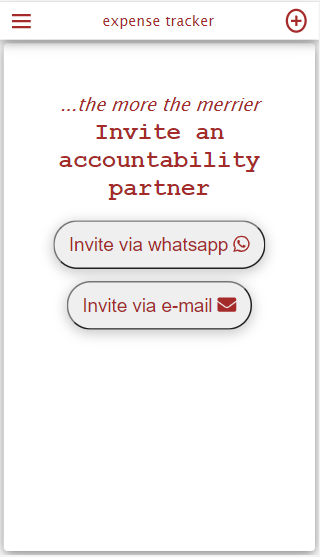 expense tracker
...the more the merrier
Invite an
accountability
partner
Invite via whatsapp
Invite via e-mail